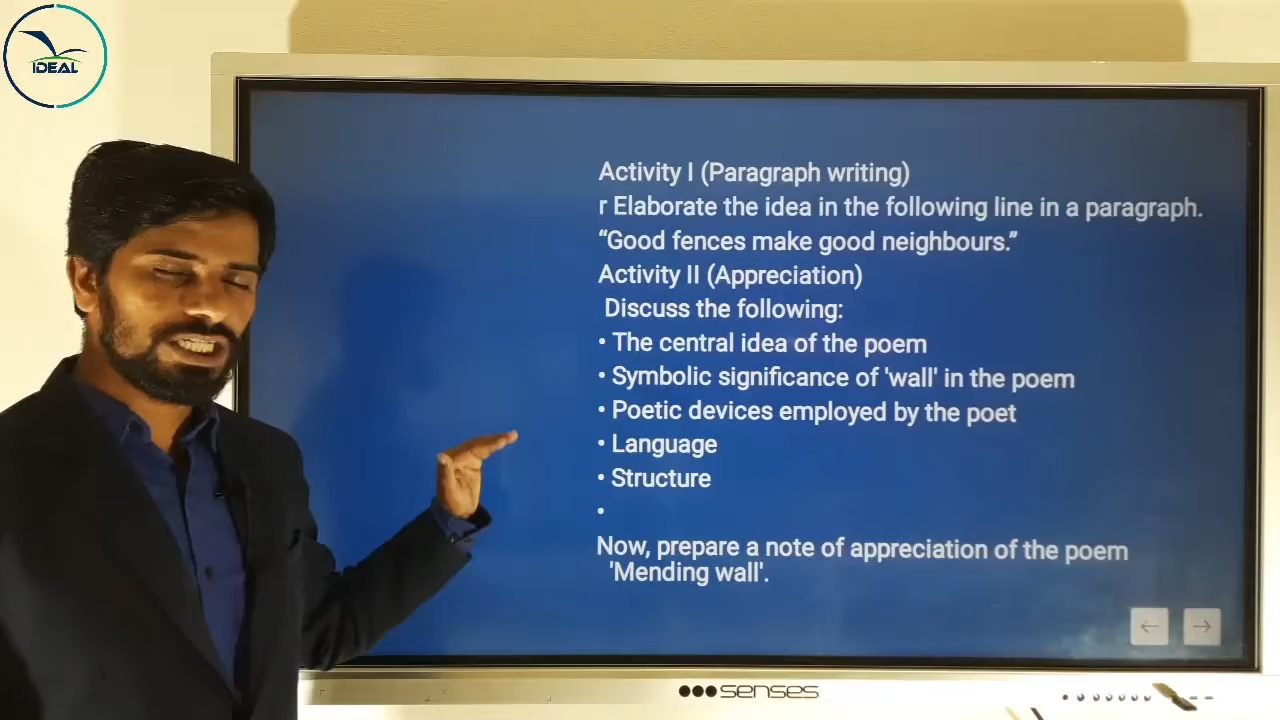 IDEAL
Activity I (Paragraph writing)
r Elaborate the idea in the following line in a paragraph.
“Good fences make good neighbours.”
Activity II (Appreciation)
Discuss the following:
• The central idea of the poem
• Symbolic significance of 'wall' in the poem
• Poetic devices employed by the poet
• Language
• Structure
•
Now, prepare a note of appreciation of the poem
'Mending wall'.
senses